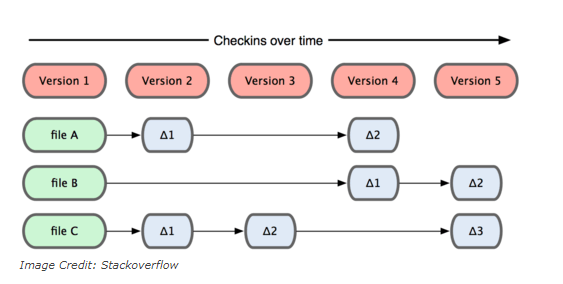 Checkins over time
Version 1 Version 2 Version 3 Version 4 Version 5
file A Δ1 Δ2
file B Δ1 Δ2
file C Δ1 Δ2 Δ3
Image Credit: Stackoverflow